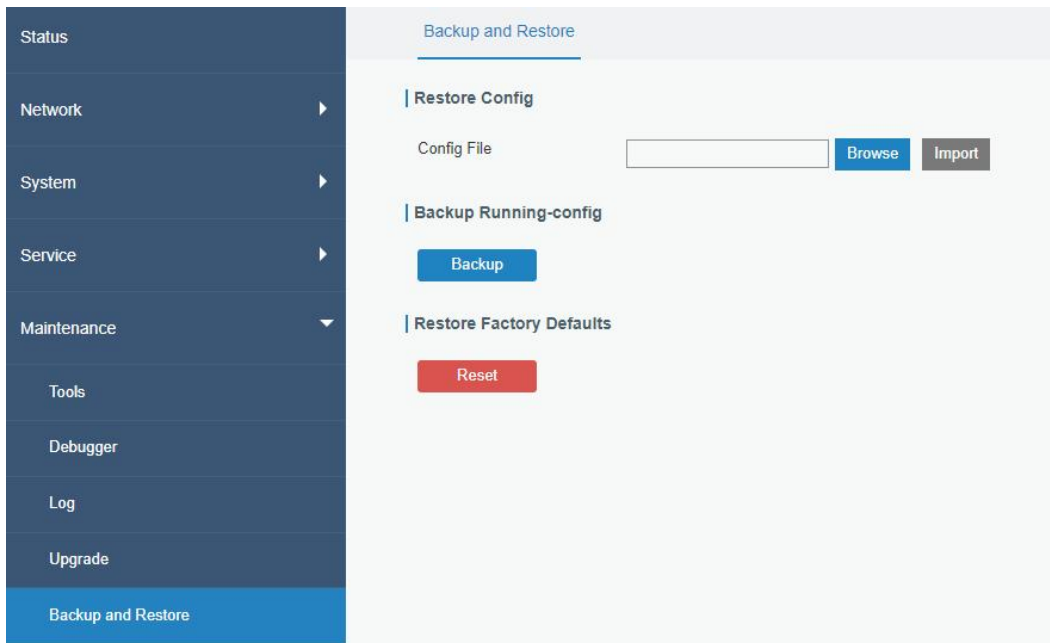 Status
Network
System
Service
Maintenance
Tools
Debugger
Log
Upgrade
Backup and Restore
Backup and Restore
Restore Config
Config File Browse Import
Backup Running-config
Backup
Restore Factory Defaults
Reset